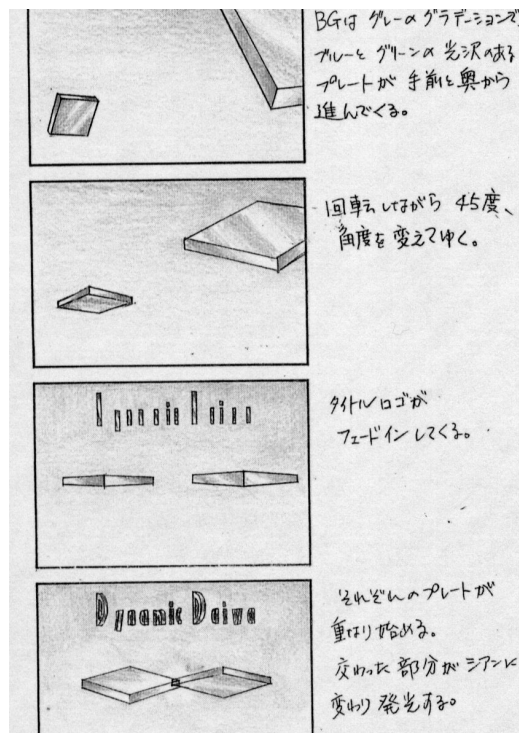 BGは グレーのグラデーションで
ブルーと グリーンの 光沢のある
プレートが 手前と奥から
進んでくる。
回転しながら 45度、
角度を変えてゆく。
タイトルロゴが
フェードインしてくる。
Dynamic Daiva
それぞれのプレートが
重なり始める。
交わった部分がシアンに
変わり発光する。